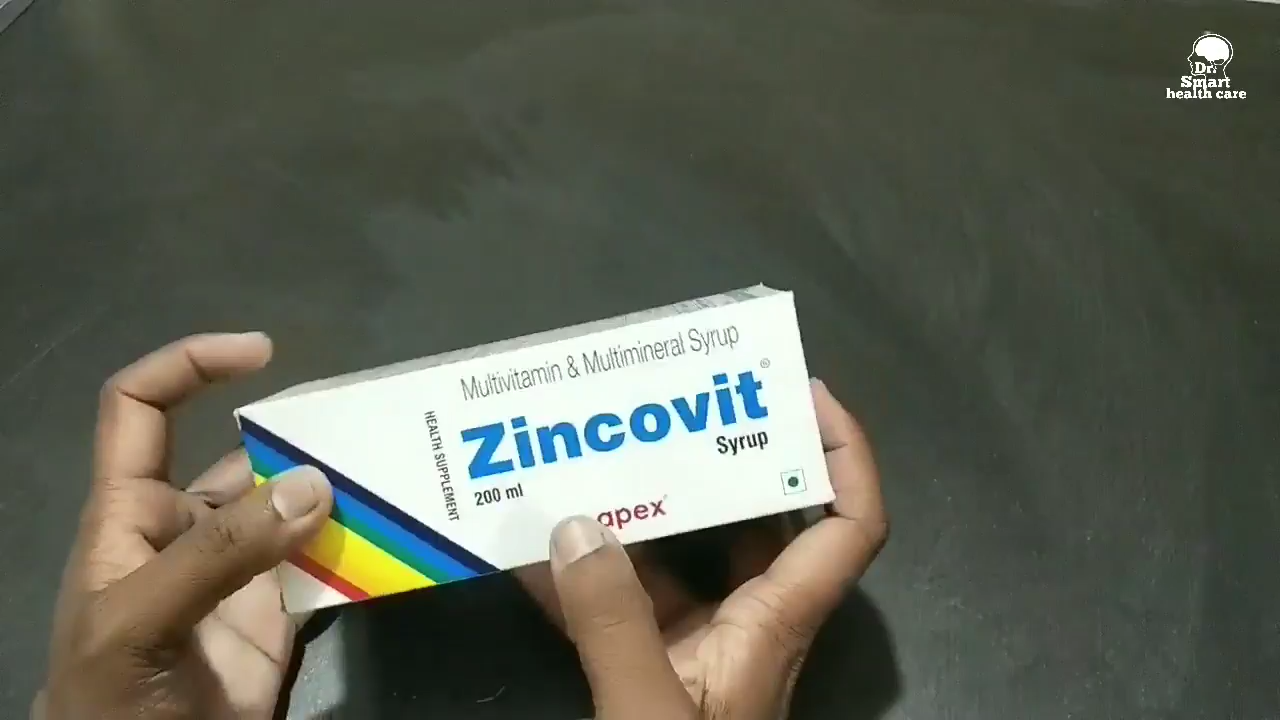 Dr.
Smart
health care
Multivitamin & Multimineral Syrup
Zincovit®
Syrup
HEALTH SUPPLEMENT
200 ml
apex